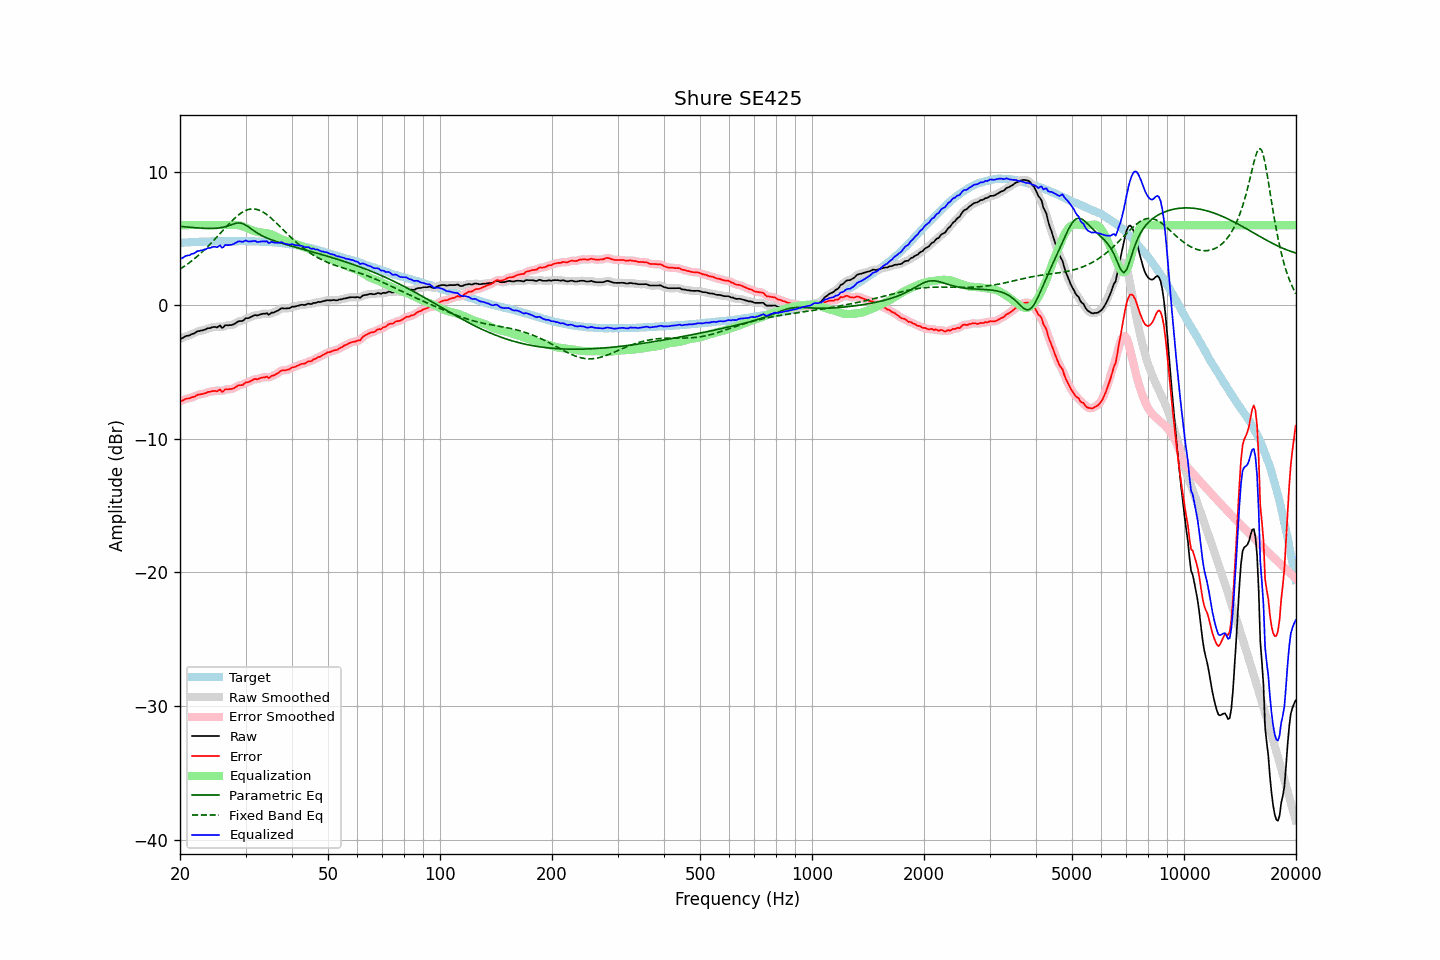 Shure SE425
Amplitude (dBr)
10
0
−10
−20
−30
−40
Target
Raw Smoothed
Error Smoothed
Raw
Error
Equalization
Parametric Eq
Fixed Band Eq
Equalized
20 50 100 200 500 1000 2000 5000 10000 20000
Frequency (Hz)